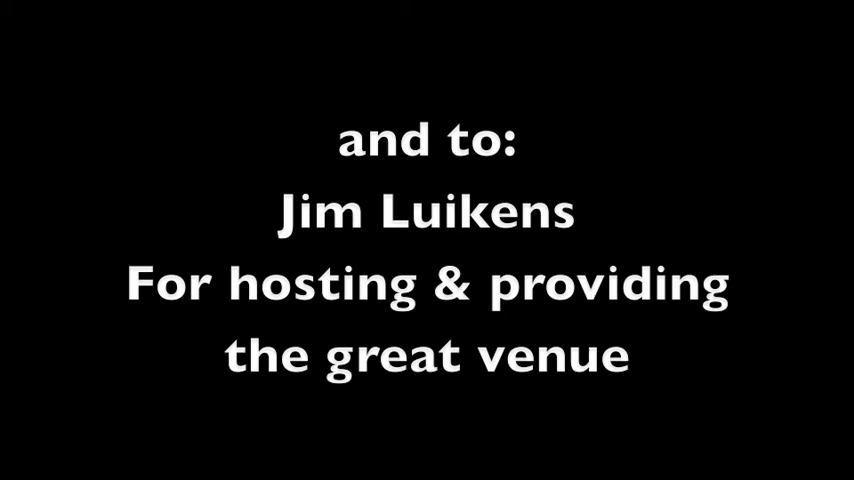 and to:
Jim Luikens
For hosting & providing
the great venue